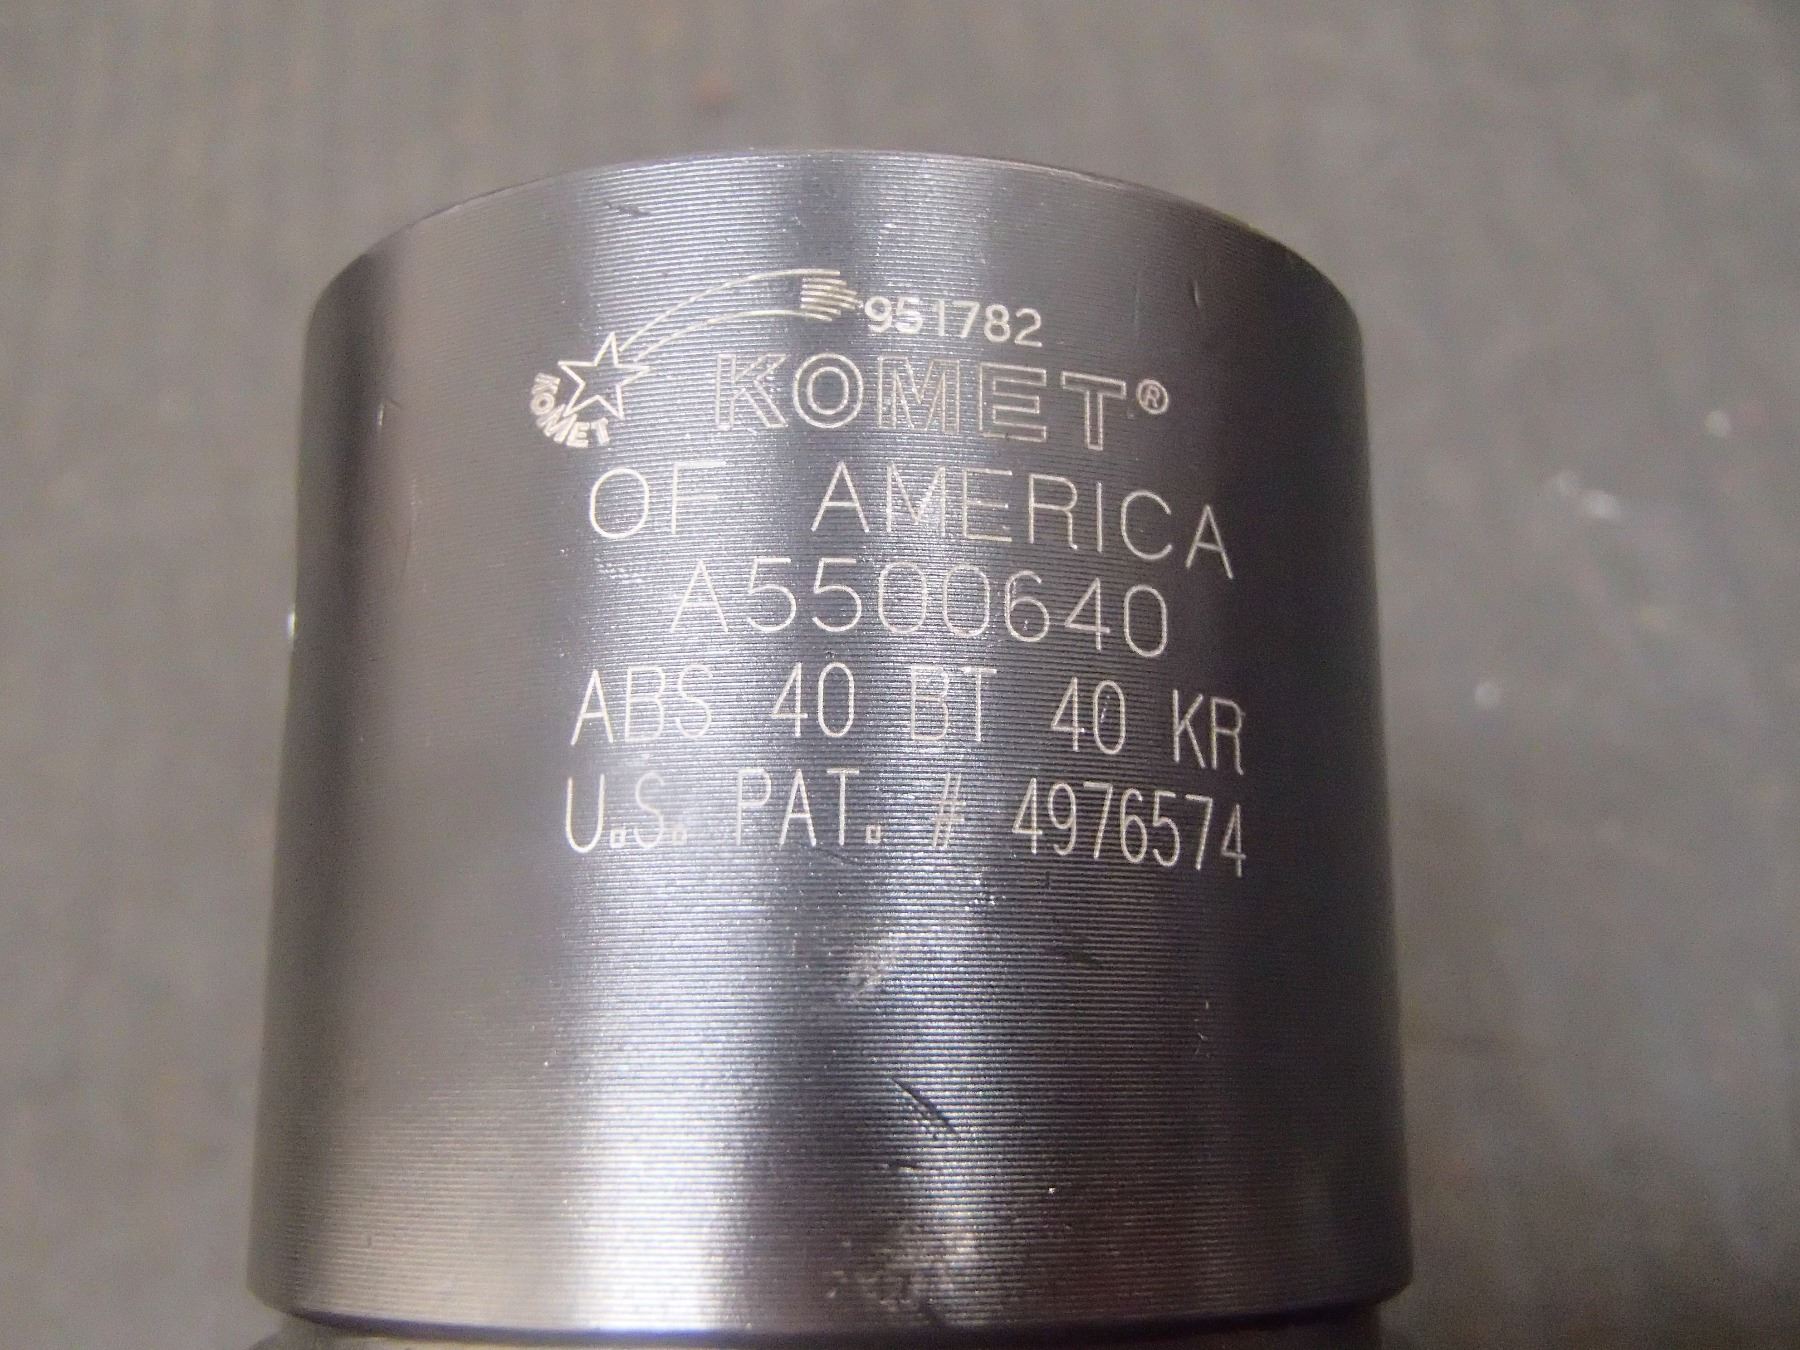 951782
KOMET
KOMET®
OF AMERICA
A5500640
ABS 40 BT 40 KR
U.S. PAT. # 4976574